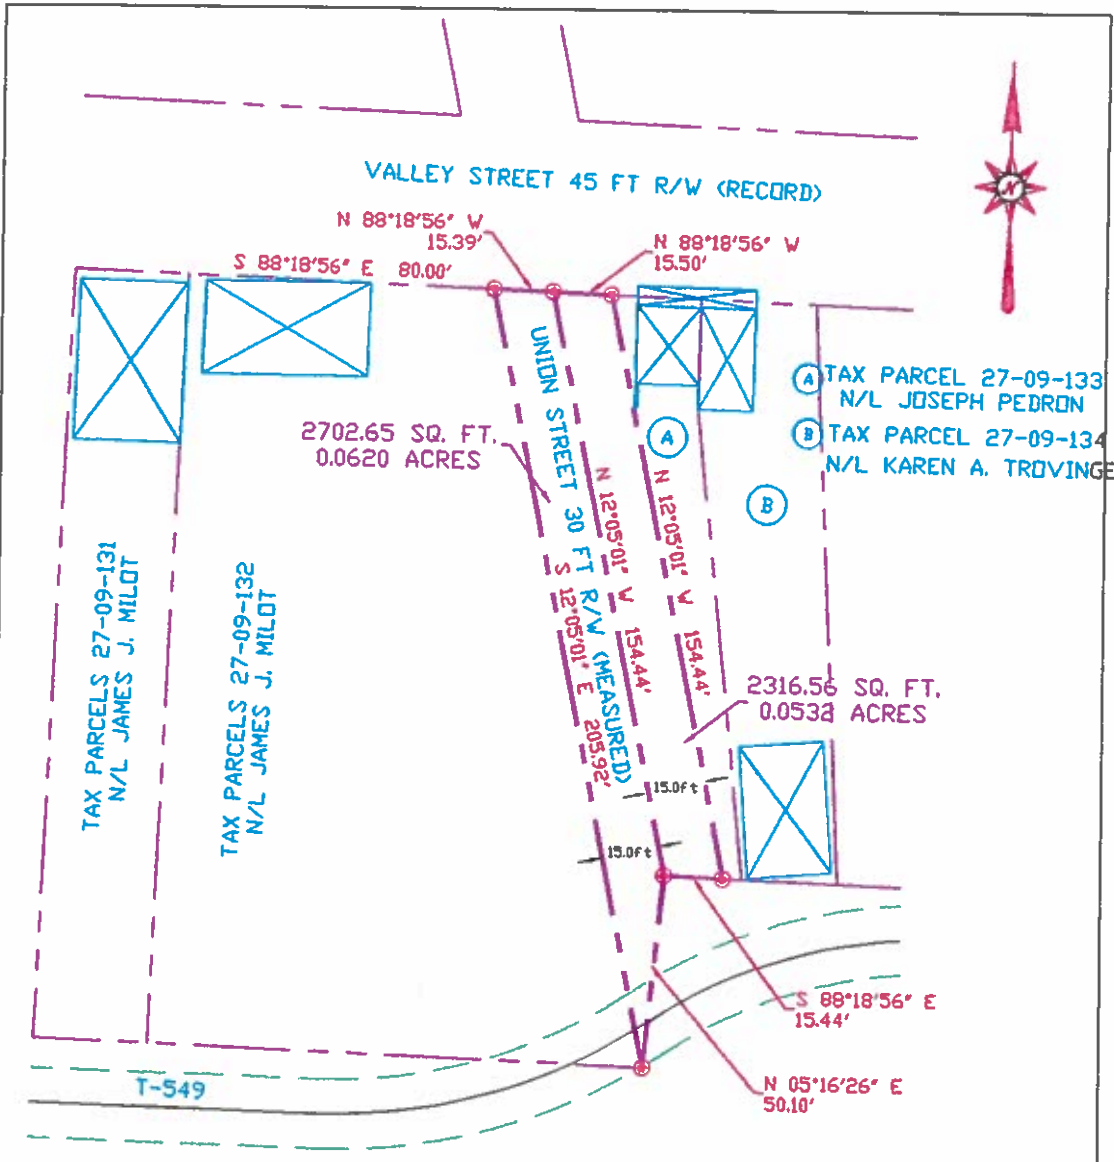 VALLEY STREET 45 FT R/W (RECORD)
N 88°18'56" W
15.39'
N 88°18'56" W
15.50'
S 88°18'56" E 80.00'
N
UNION STREET 30 FT R/W (MEASURED)
2702.65 SQ. FT.
0.0620 ACRES
A TAX PARCEL 27-09-133
N/L JOSEPH PEDRON
B TAX PARCEL 27-09-134
N/L KAREN A. TROVINGE
A
B
N 12°05'01" W 154.44'
N 12°05'01" W 154.44'
S 12°05'01" E 205.92'
TAX PARCELS 27-09-131
N/L JAMES J. MILOT
TAX PARCELS 27-09-132
N/L JAMES J. MILOT
2316.56 SQ. FT.
0.0532 ACRES
15.0ft
15.0ft
S 88°18'56" E
15.44'
N 05°16'26" E
50.10'
T-549